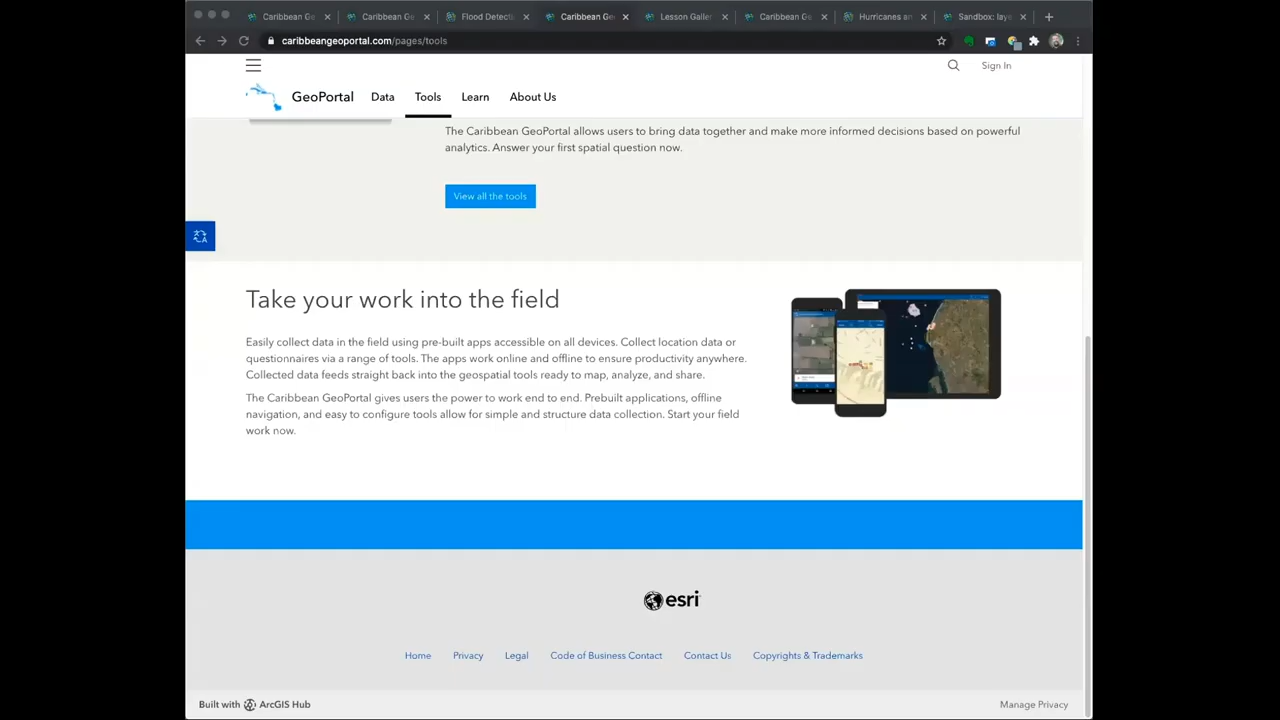 Caribbean Ge
Caribbean Ge
Flood Detecti
Caribbean Ge
Lesson Galler
Caribbean Ge
Hurricanes an
Sandbox: laye
caribbeangeoportal.com/pages/tools
Sign In
GeoPortal
Data
Tools
Learn
About Us
The Caribbean GeoPortal allows users to bring data together and make more informed decisions based on powerful
analytics. Answer your first spatial question now.
View all the tools
Take your work into the field
Easily collect data in the field using pre-built apps accessible on all devices. Collect location data or
questionnaires via a range of tools. The apps work online and offline to ensure productivity anywhere.
Collected data feeds straight back into the geospatial tools ready to map, analyze, and share.
The Caribbean GeoPortal gives users the power to work end to end. Prebuilt applications, offline
navigation, and easy to configure tools allow for simple and structure data collection. Start your field
work now.
esri
Home
Privacy
Legal
Code of Business Contact
Contact Us
Copyrights & Trademarks
Built with ArcGIS Hub
Manage Privacy